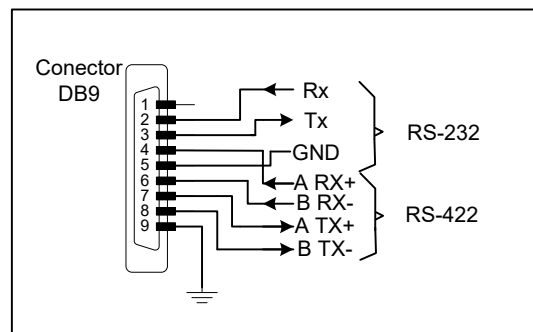 Conector
DB9
1
2
3
4
5
6
7
8
9
Rx
Tx
GND
A RX+
B RX-
A TX+
B TX-
RS-232
RS-422